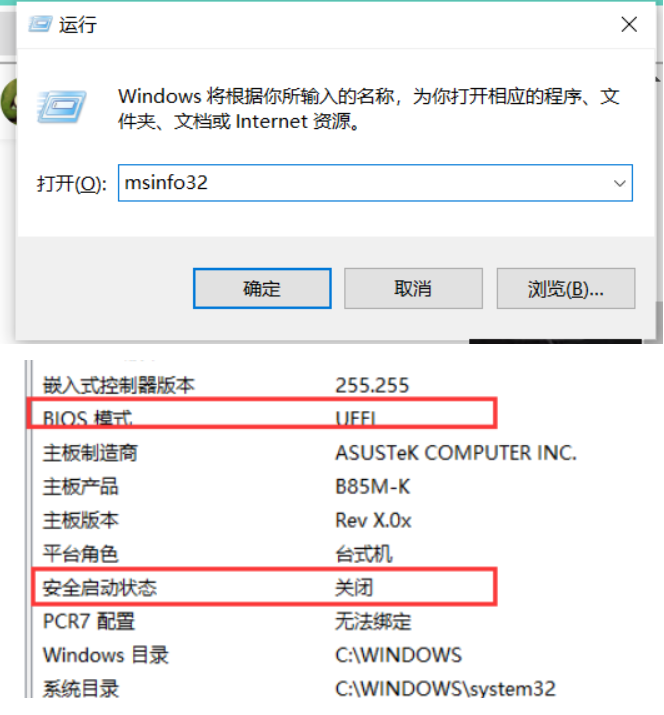 运行
Windows 将根据你所输入的名称，为你打开相应的程序、文
件夹、文档或 Internet 资源。
打开(O): msinfo32
确定 取消 浏览(B)...
嵌入式控制器版本 255.255
BIOS 模式 UEFI
主板制造商 ASUSTeK COMPUTER INC.
主板产品 B85M-K
主板版本 Rev X.0x
平台角色 台式机
安全启动状态 关闭
PCR7 配置 无法绑定
Windows 目录 C:\WINDOWS
系统目录 C:\WINDOWS\system32